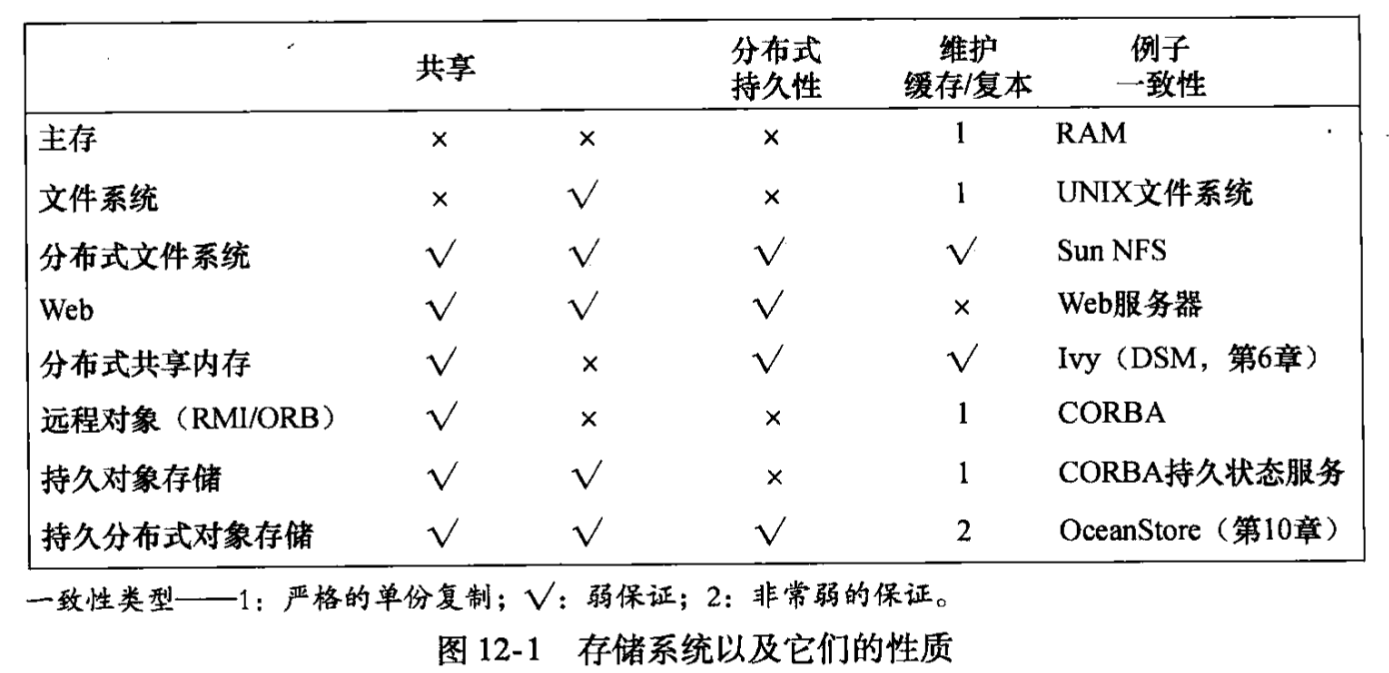 共享 分布式持久性 维护缓存/复本 例子一致性
主存 × × × 1 RAM
文件系统 × √ × 1 UNIX文件系统
分布式文件系统 √ √ √ √ Sun NFS
Web √ √ √ × Web服务器
分布式共享内存 √ × √ √ Ivy（DSM，第6章）
远程对象（RMI/ORB） √ × × 1 CORBA
持久对象存储 √ √ × 1 CORBA持久状态服务
持久分布式对象存储 √ √ √ 2 OceanStore（第10章）
一致性类型——1：严格的单份复制；√：弱保证；2：非常弱的保证。
图 12-1 存储系统以及它们的性质